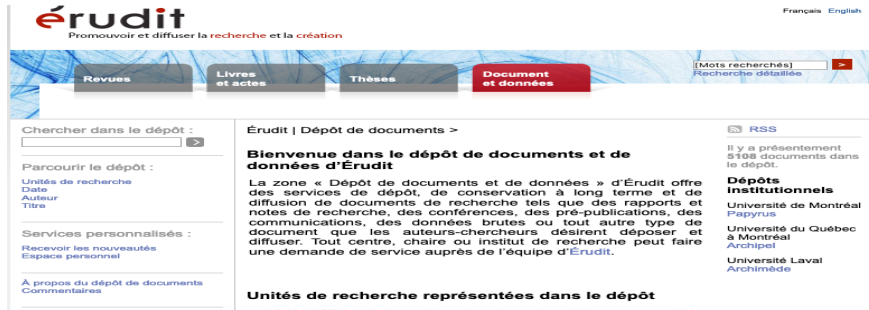 Français English
érudit
Promouvoir et diffuser la recherche et la création
Revues
Livres
et actes
Thèses
Document
et données
[Mots recherchés]
>
Recherche détaillée
Chercher dans le dépôt :
>
Parcourir le dépôt :
Unités de recherche
Date
Auteur
Titre
Services personnalisés :
Recevoir les nouveautés
Espace personnel
À propos du dépôt de documents
Commentaires
Érudit | Dépôt de documents >
Bienvenue dans le dépôt de documents et de
données d'Érudit
La zone « Dépôt de documents et de données » d'Érudit offre
des services de dépôt, de conservation à long terme et de
diffusion de documents de recherche tels que des rapports et
notes de recherche, des conférences, des pré-publications, des
communications, des données brutes ou tout autre type de
document que les auteurs-chercheurs désirent déposer et
diffuser. Tout centre, chaire ou institut de recherche peut faire
une demande de service auprès de l'équipe d'Érudit.
Unités de recherche représentées dans le dépôt
RSS
Il y a présentement
5108 documents dans
le dépôt.
Dépôts
institutionnels
Université de Montréal
Papyrus
Université du Québec
à Montréal
Archipel
Université Laval
Archimède